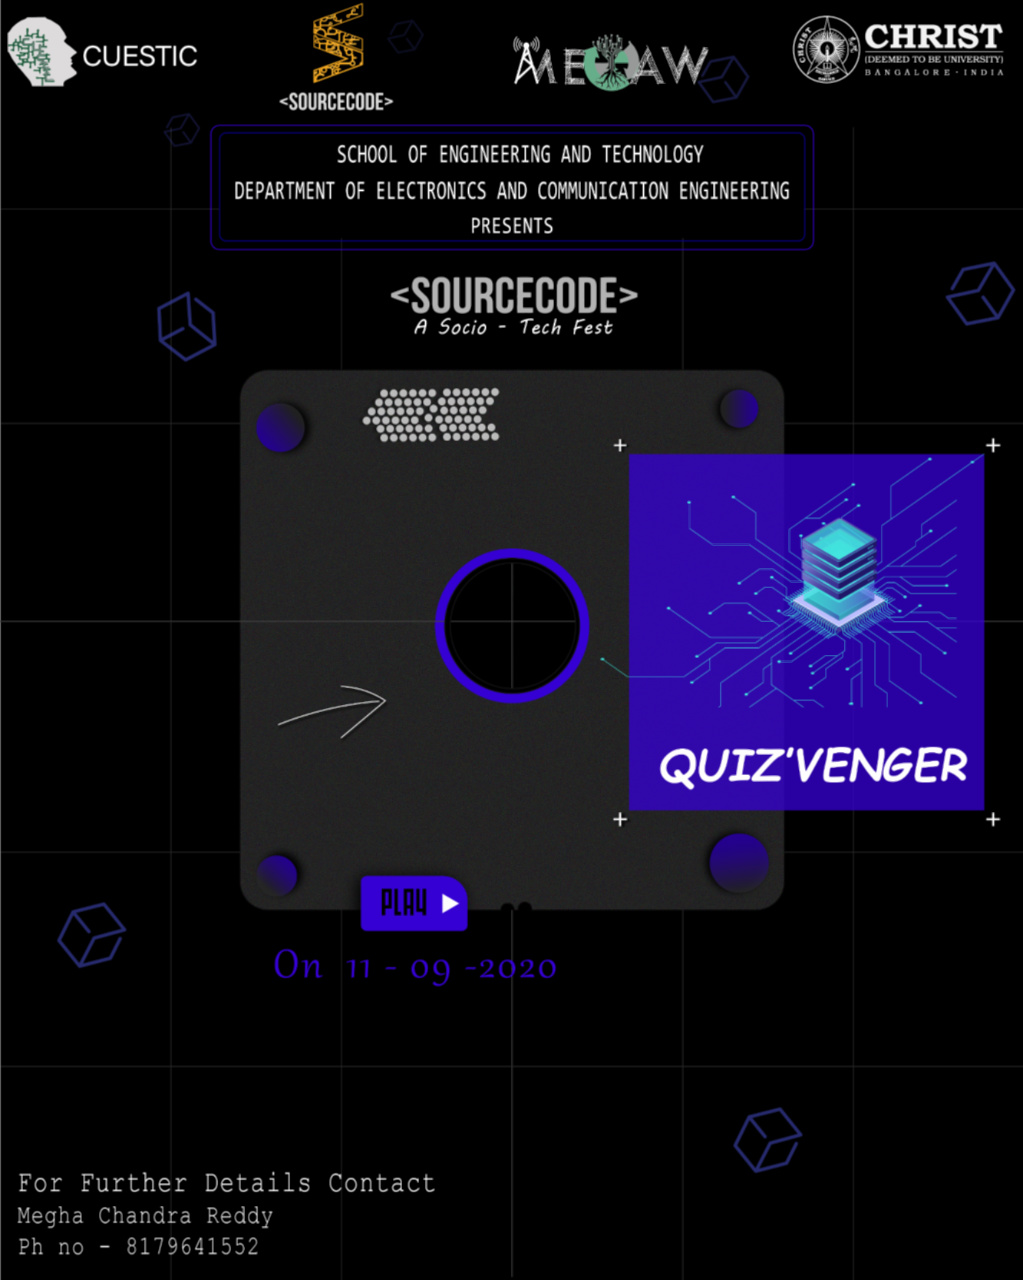 CUESTIC
<SOURCECODE>
MEGAW
CHRIST
(DEEMED TO BE UNIVERSITY)
BANGALORE · INDIA
SCHOOL OF ENGINEERING AND TECHNOLOGY
DEPARTMENT OF ELECTRONICS AND COMMUNICATION ENGINEERING
PRESENTS
<SOURCECODE>
A Socio - Tech Fest
QUIZ'VENGER
PLAY
On 11 - 09 -2020
For Further Details Contact
Megha Chandra Reddy
Ph no - 8179641552